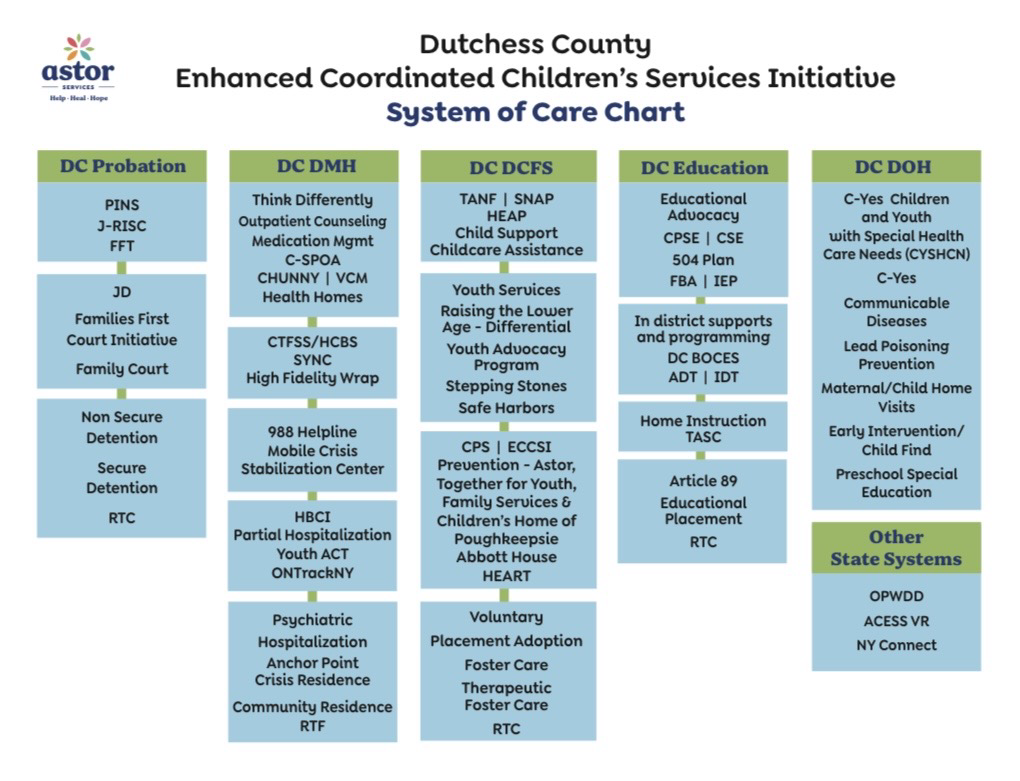 astor
SERVICES
Help · Heal · Hope
Dutchess County
Enhanced Coordinated Children's Services Initiative
System of Care Chart
DC Probation
PINS
J-RISC
FFT
JD
Families First
Court Initiative
Family Court
Non Secure
Detention
Secure
Detention
RTC
DC DMH
Think Differently
Outpatient Counseling
Medication Mgmt
C-SPOA
CHUNNY | VCM
Health Homes
CTFSS/HCBS
SYNC
High Fidelity Wrap
988 Helpline
Mobile Crisis
Stabilization Center
HBCI
Partial Hospitalization
Youth ACT
ONTrackNY
Psychiatric
Hospitalization
Anchor Point
Crisis Residence
Community Residence
RTF
DC DCFS
TANF | SNAP
HEAP
Child Support
Childcare Assistance
Youth Services
Raising the Lower
Age - Differential
Youth Advocacy
Program
Stepping Stones
Safe Harbors
CPS | ECCSI
Prevention - Astor,
Together for Youth,
Family Services &
Children's Home of
Poughkeepsie
Abbott House
HEART
Voluntary
Placement Adoption
Foster Care
Therapeutic
Foster Care
RTC
DC Education
Educational
Advocacy
CPSE | CSE
504 Plan
FBA | IEP
In district supports
and programming
DC BOCES
ADT | IDT
Home Instruction
TASC
Article 89
Educational
Placement
RTC
DC DOH
C-Yes Children
and Youth
with Special Health
Care Needs (CYSHCN)
C-Yes
Communicable
Diseases
Lead Poisoning
Prevention
Maternal/Child Home
Visits
Early Intervention/
Child Find
Preschool Special
Education
Other
State Systems
OPWDD
ACESS VR
NY Connect